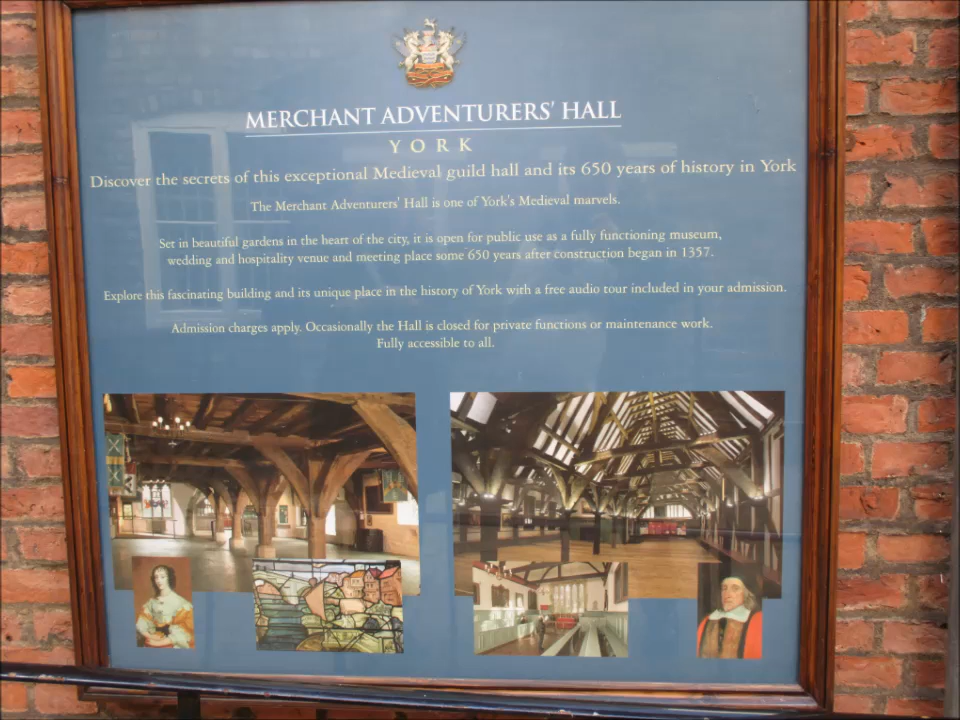 MERCHANT ADVENTURERS' HALL
YORK
Discover the secrets of this exceptional Medieval guild hall and its 650 years of history in York
The Merchant Adventurers' Hall is one of York's Medieval marvels.
Set in beautiful gardens in the heart of the city, it is open for public use as a fully functioning museum,
wedding and hospitality venue and meeting place some 650 years after construction began in 1357.
Explore this fascinating building and its unique place in the history of York with a free audio tour included in your admission.
Admission charges apply. Occasionally the Hall is closed for private functions or maintenance work.
Fully accessible to all.